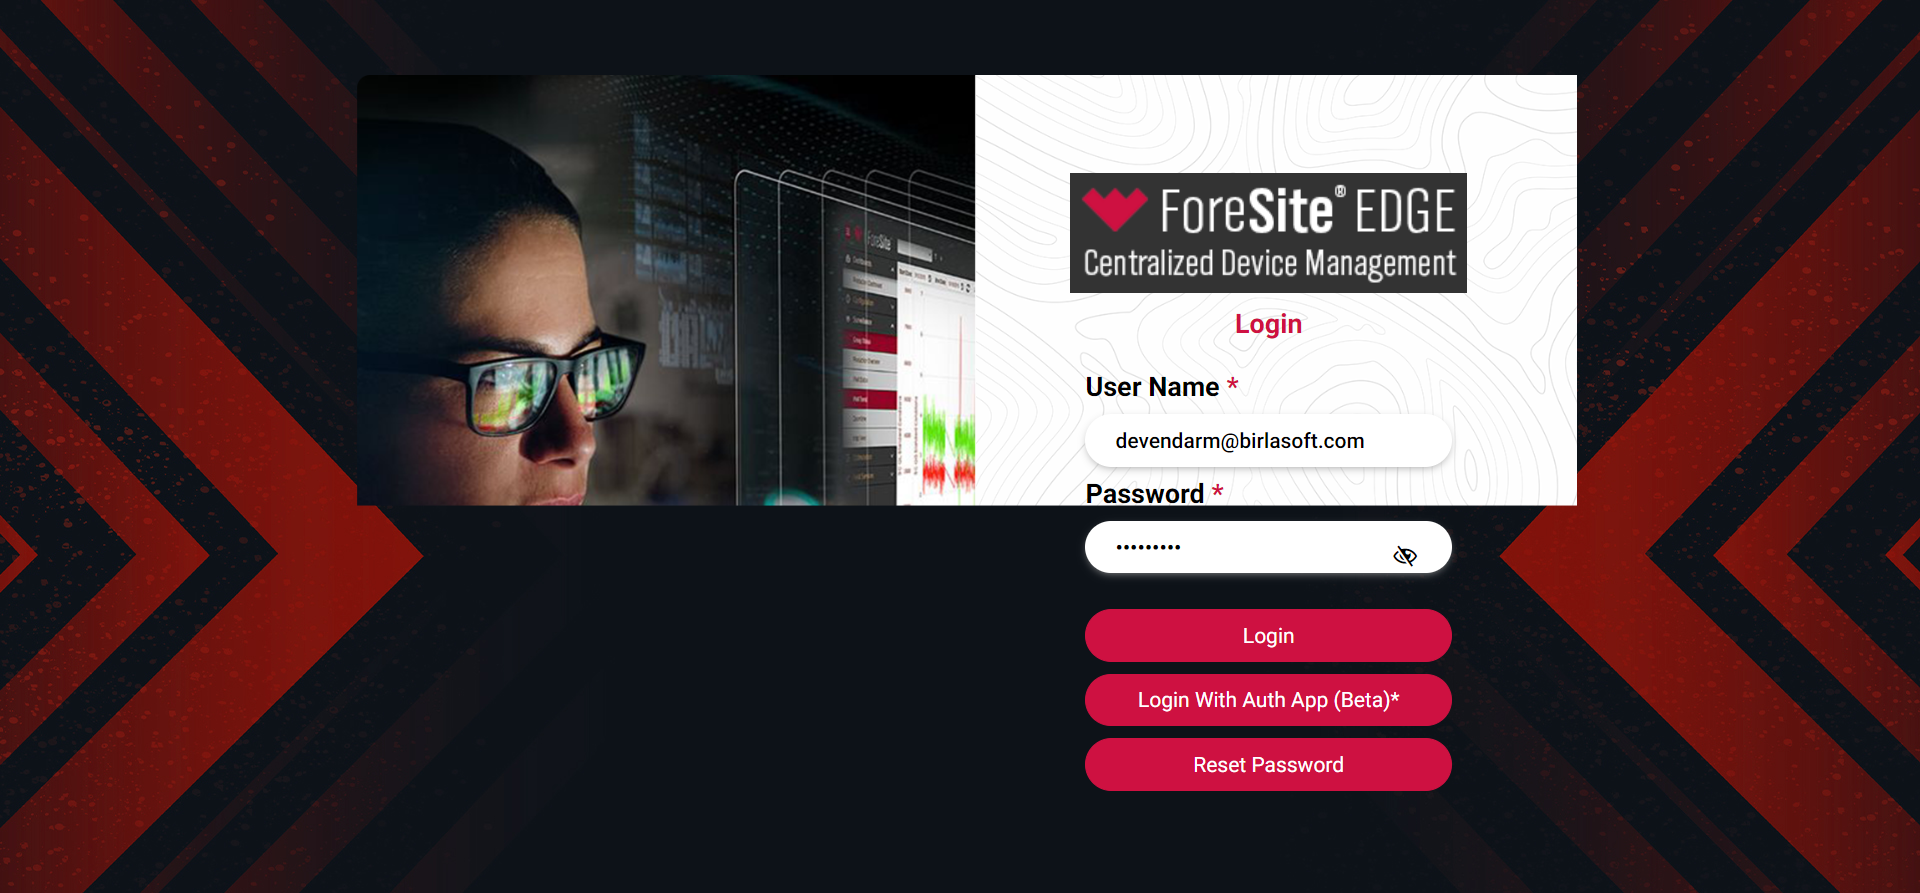 ForeSite
ForeSite® EDGE
Centralized Device Management
Login
User Name *
devendarm@birlasoft.com
Password *
•••••••••
Login
Login With Auth App (Beta)*
Reset Password